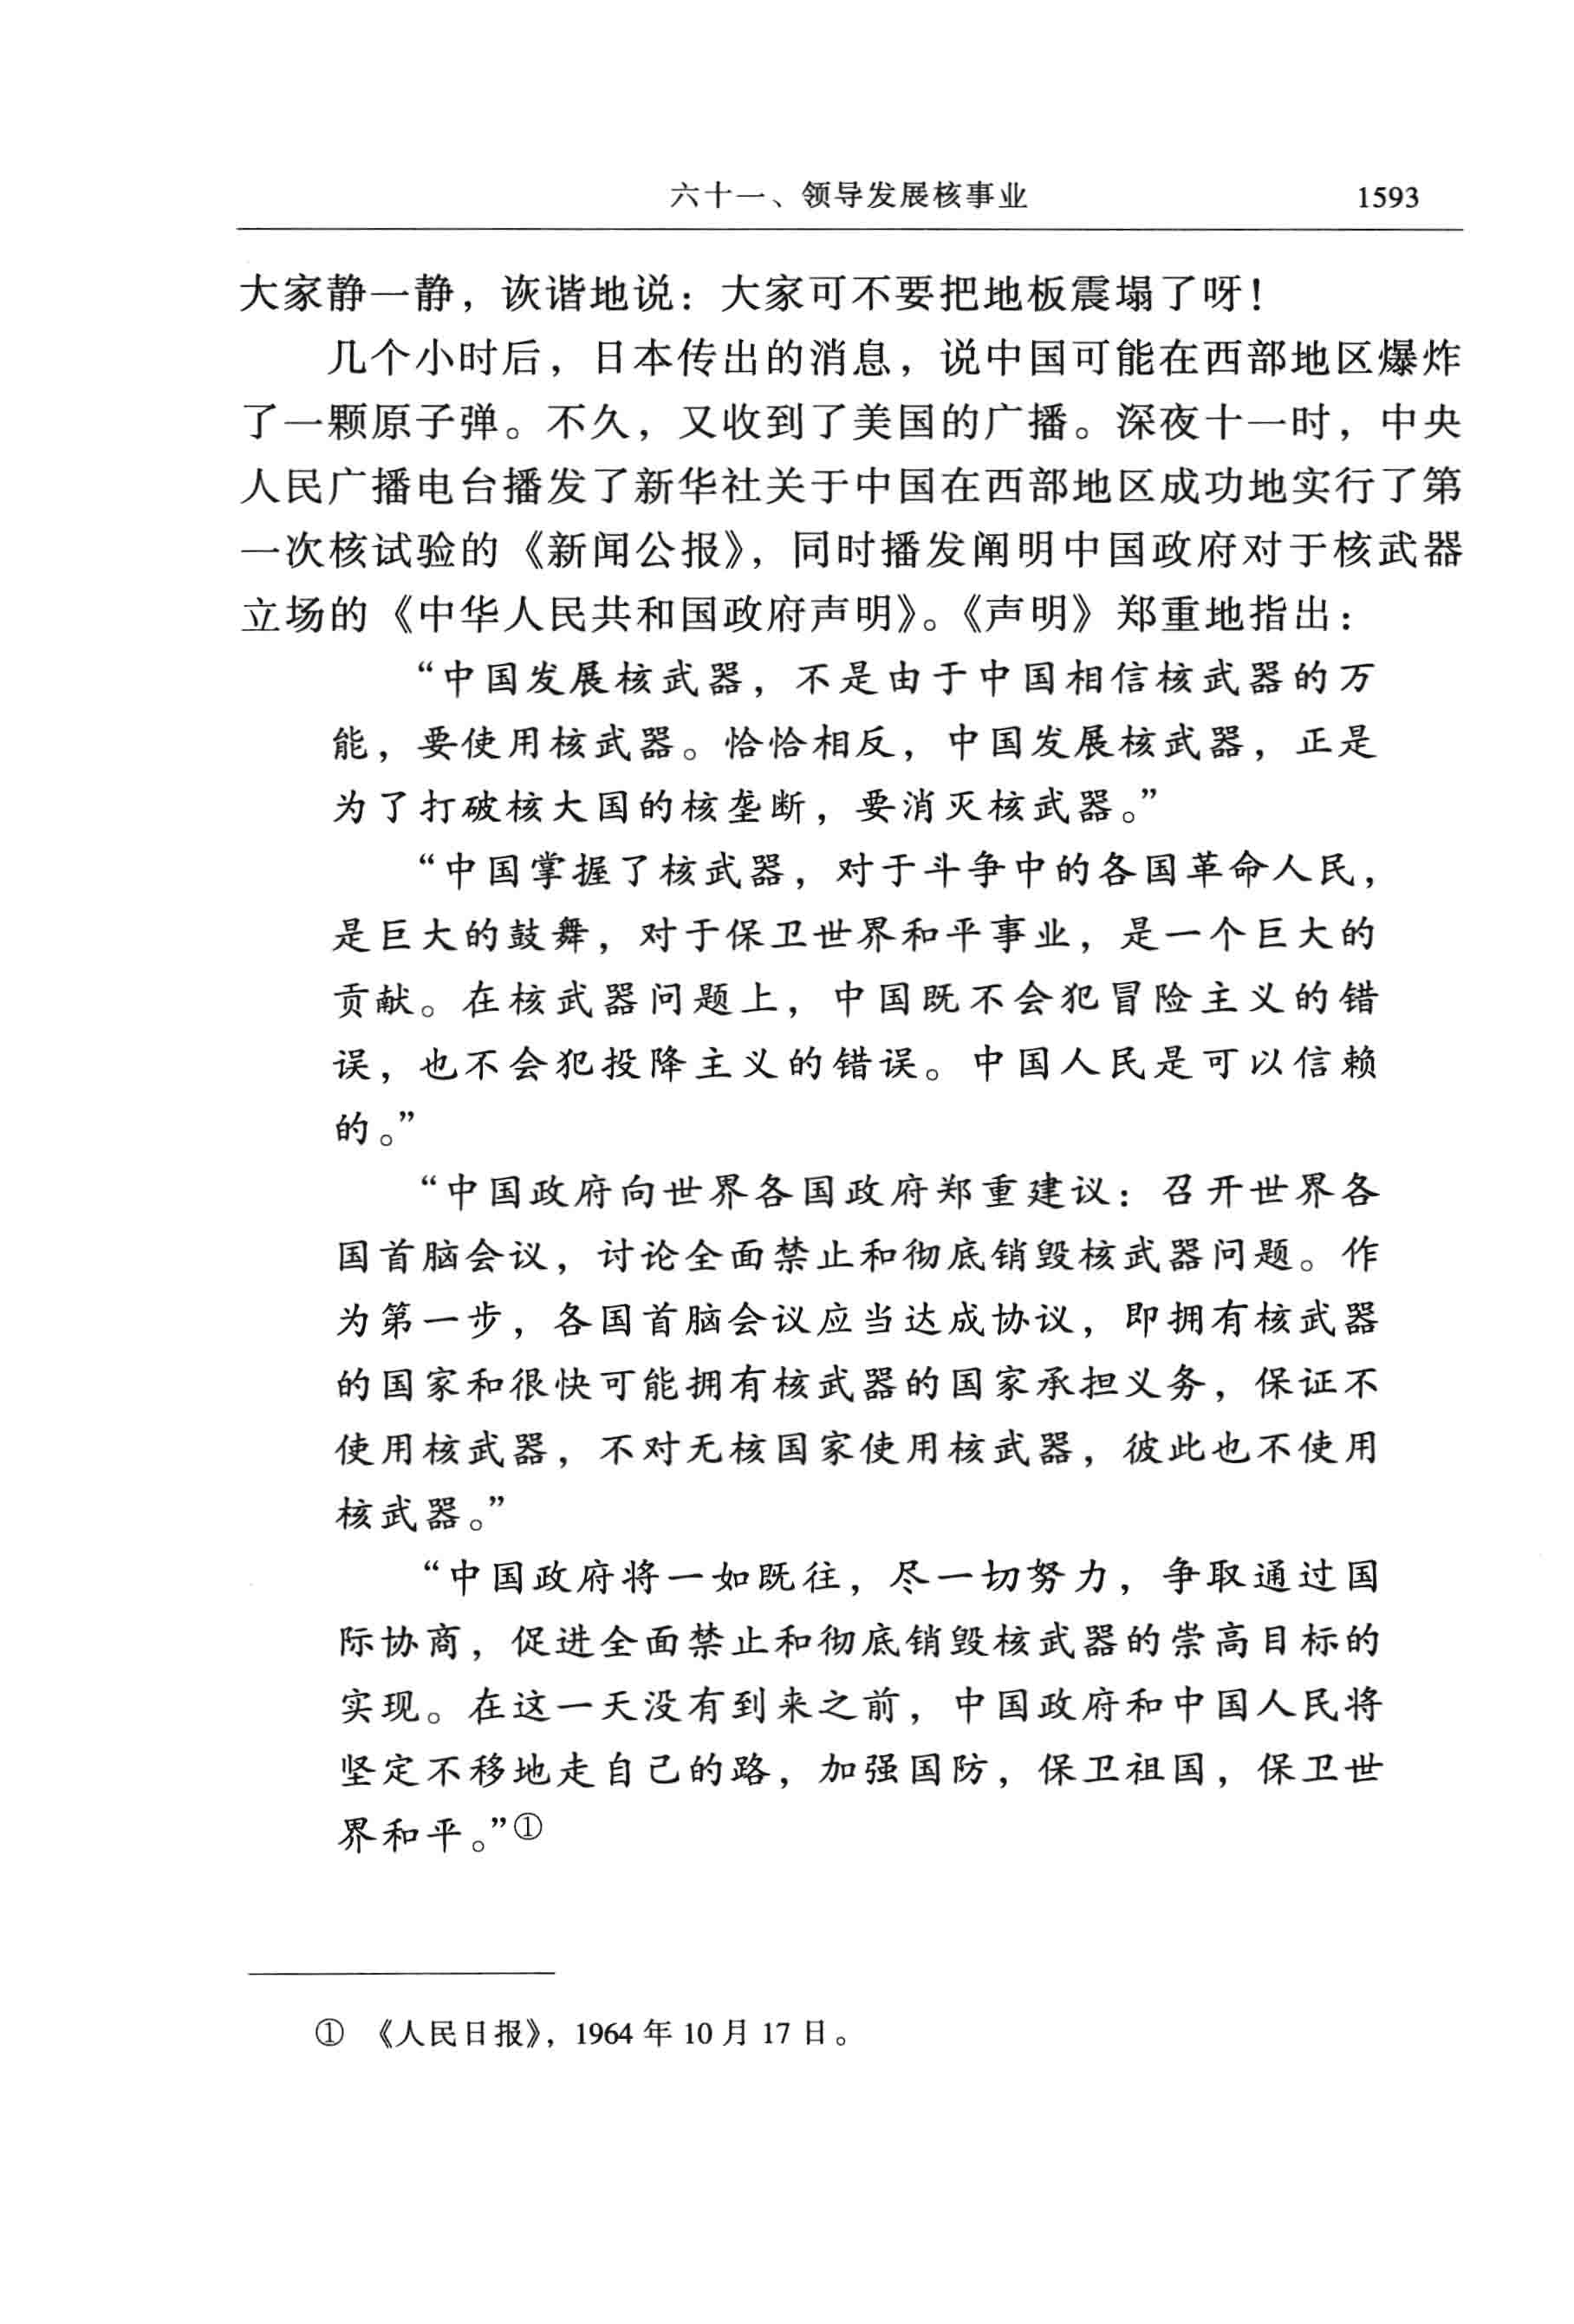 六十一、领导发展核事业 1593
大家静一静，诙谐地说：大家可不要把地板震塌了呀！
几个小时后，日本传出的消息，说中国可能在西部地区爆炸
了一颗原子弹。不久，又收到了美国的广播。深夜十一时，中央
人民广播电台播发了新华社关于中国在西部地区成功地实行了第
一次核试验的《新闻公报》，同时播发阐明中国政府对于核武器
立场的《中华人民共和国政府声明》。《声明》郑重地指出：
“中国发展核武器，不是由于中国相信核武器的万
能，要使用核武器。恰恰相反，中国发展核武器，正是
为了打破核大国的核垄断，要消灭核武器。”
“中国掌握了核武器，对于斗争中的各国革命人民，
是巨大的鼓舞，对于保卫世界和平事业，是一个巨大的
贡献。在核武器问题上，中国既不会犯冒险主义的错
误，也不会犯投降主义的错误。中国人民是可以信赖
的。”
“中国政府向世界各国政府郑重建议：召开世界各
国首脑会议，讨论全面禁止和彻底销毁核武器问题。作
为第一步，各国首脑会议应当达成协议，即拥有核武器
的国家和很快可能拥有核武器的国家承担义务，保证不
使用核武器，不对无核国家使用核武器，彼此也不使用
核武器。”
“中国政府将一如既往，尽一切努力，争取通过国
际协商，促进全面禁止和彻底销毁核武器的崇高目标的
实现。在这一天没有到来之前，中国政府和中国人民将
坚定不移地走自己的路，加强国防，保卫祖国，保卫世
界和平。”①
① 《人民日报》，1964 年 10 月 17 日。